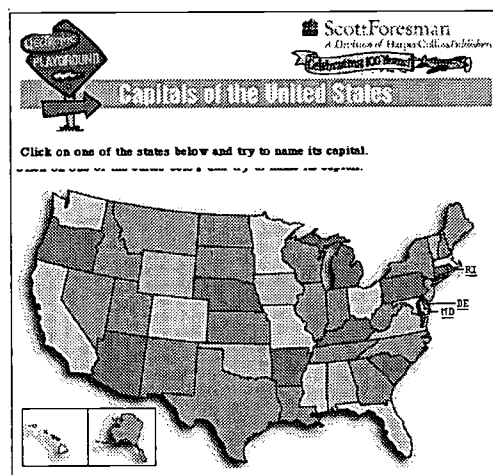 ScottForesman
A Division of HarperCollinsPublishers
Celebrating 100 Years!
PLAYGROUND
Capitals of the United States
Click on one of the states below and try to name its capital.
RI
DE
MD